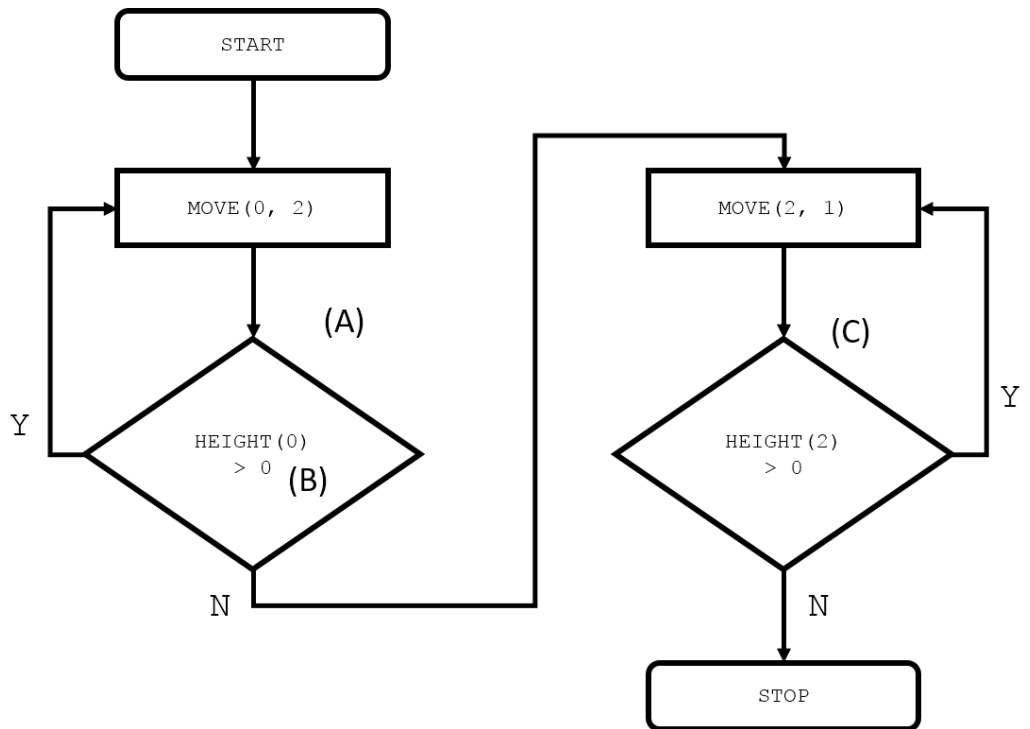 START
MOVE(0, 2)
(A)
HEIGHT(0)
> 0
(B)
Y
N
MOVE(2, 1)
(C)
HEIGHT(2)
> 0
Y
N
STOP